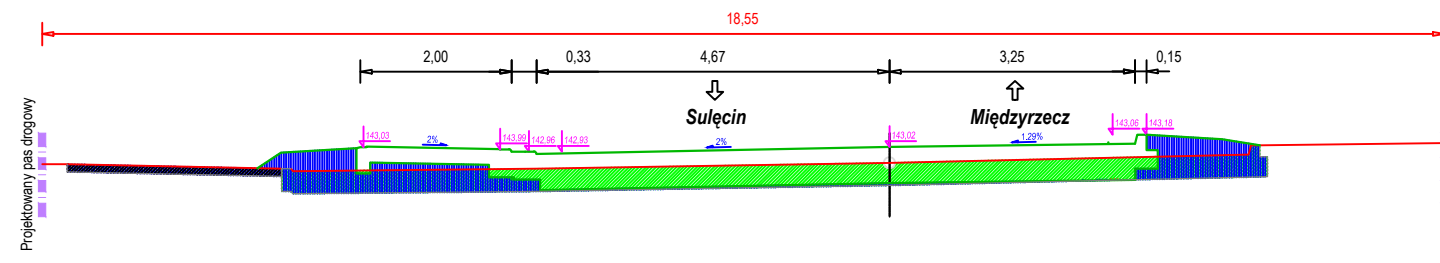 18,55
2,00 0,33 4,67 3,25 0,15
Sulęcin Międzyrzecz
143,03 2% 143,99 142,96 142,93 2% 143,02 1.29% 143,06 143,18
Projektowany pas drogowy